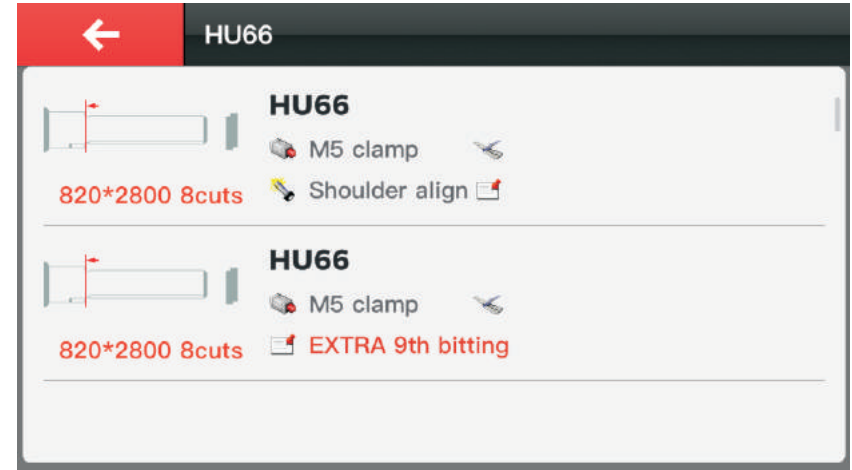 HU66
HU66
M5 clamp
820*2800 8cuts
Shoulder align
HU66
M5 clamp
820*2800 8cuts
EXTRA 9th bitting